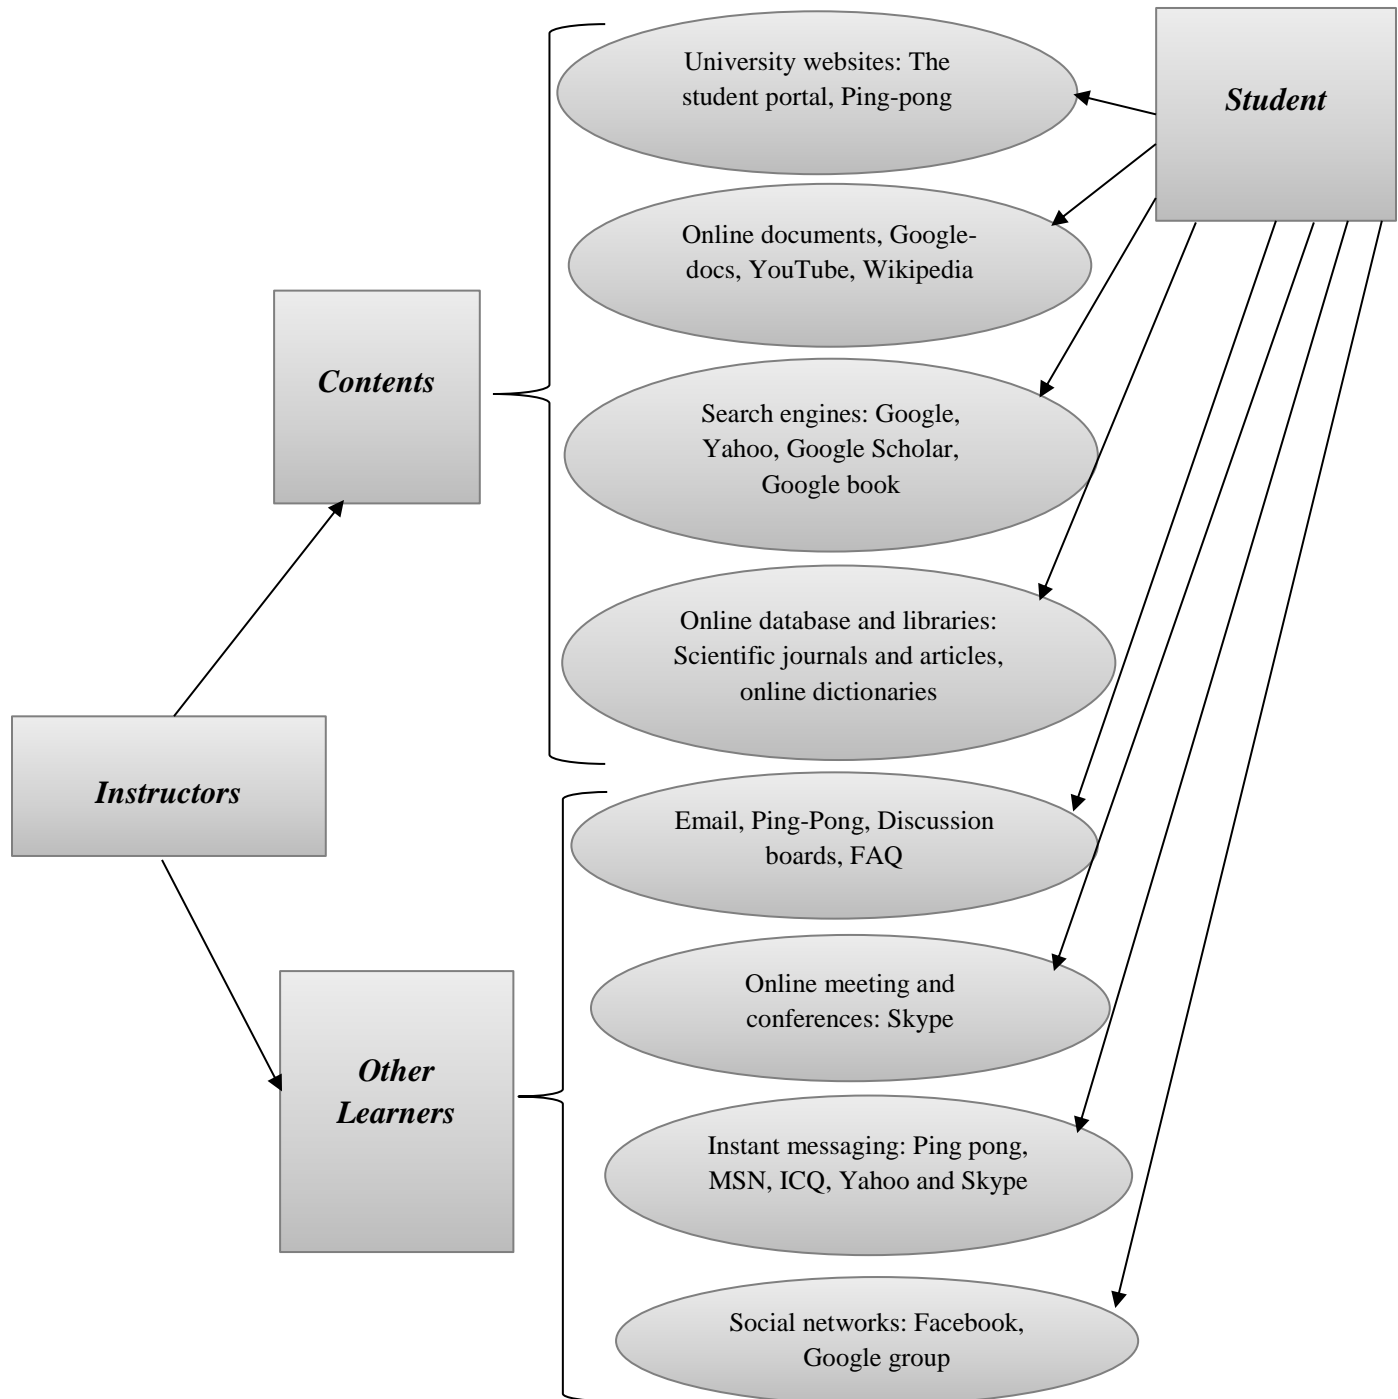 University websites: The
student portal, Ping-pong
Student
Online documents, Google-
docs, YouTube, Wikipedia
Contents
Search engines: Google,
Yahoo, Google Scholar,
Google book
Online database and libraries:
Scientific journals and articles,
online dictionaries
Instructors
Email, Ping-Pong, Discussion
boards, FAQ
Online meeting and
conferences: Skype
Other
Learners
Instant messaging: Ping pong,
MSN, ICQ, Yahoo and Skype
Social networks: Facebook,
Google group